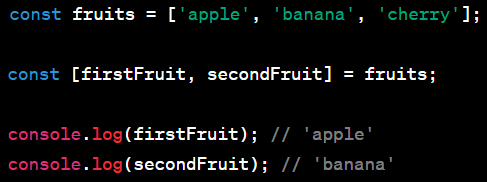 const fruits = ['apple', 'banana', 'cherry'];
const [firstFruit, secondFruit] = fruits;
console.log(firstFruit); // 'apple'
console.log(secondFruit); // 'banana'